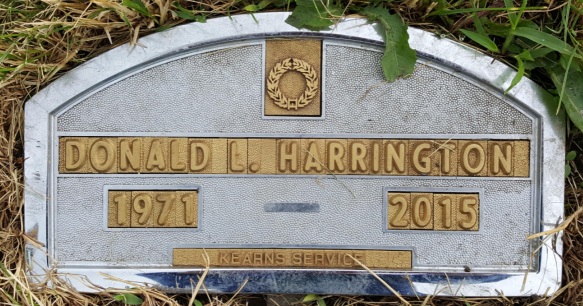 DONALD L. HARRINGTON
1971 2015
KEARNS SERVICE